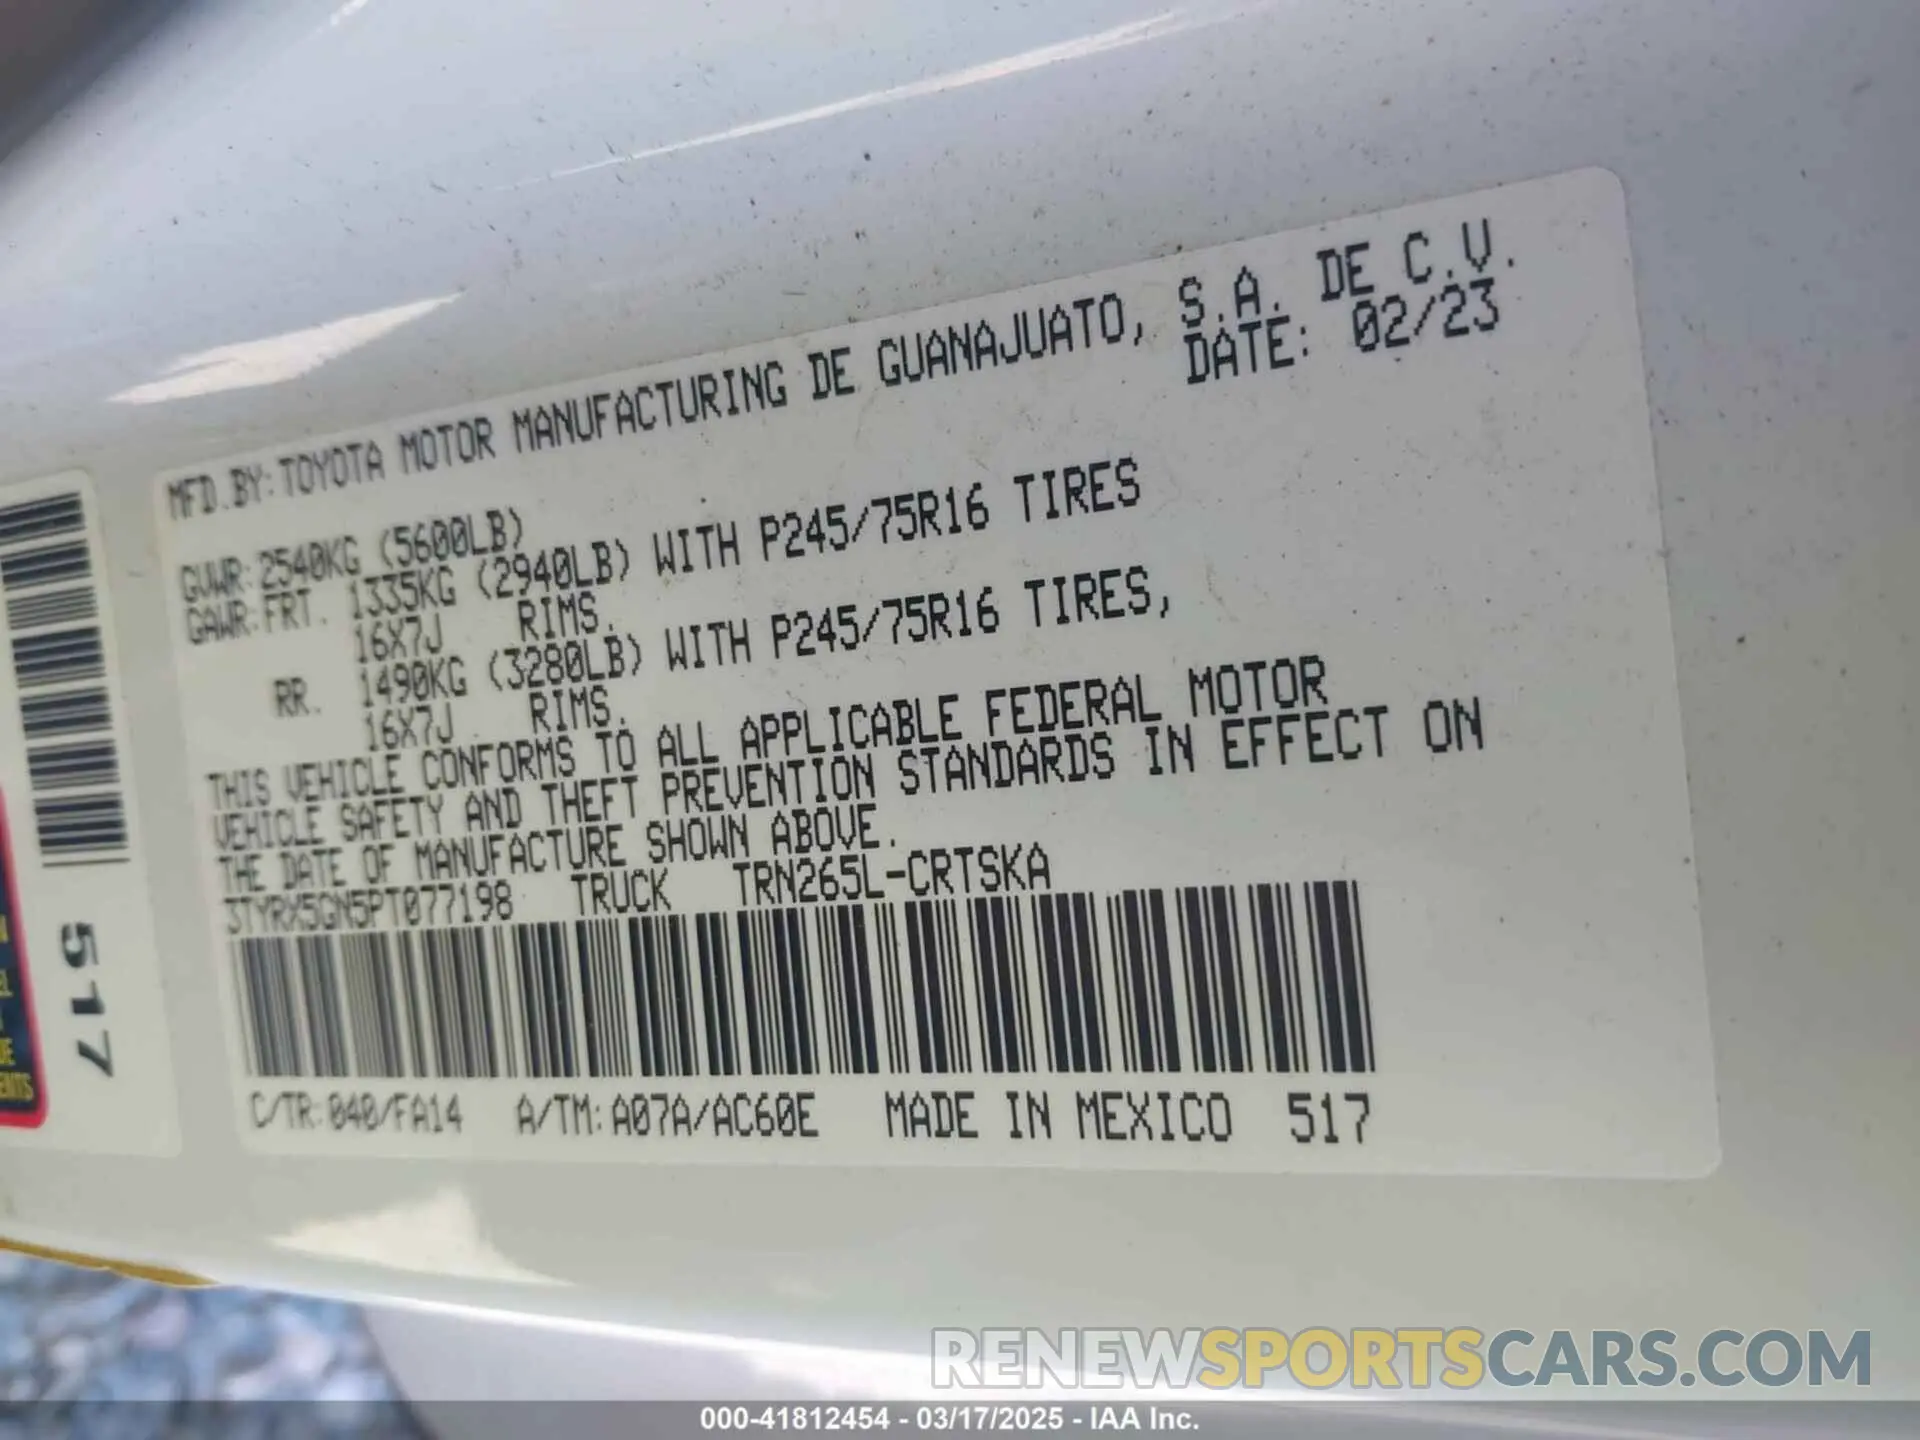 MFD.BY:TOYOTA MOTOR MANUFACTURING DE GUANAJUATO, S.A. DE C.V.
DATE: 02/23
GVWR:2540KG (5600LB)
GAWR:FRT. 1335KG (2940LB) WITH P245/75R16 TIRES
16X7J RIMS.
RR. 1490KG (3280LB) WITH P245/75R16 TIRES,
16X7J RIMS.
THIS VEHICLE CONFORMS TO ALL APPLICABLE FEDERAL MOTOR
VEHICLE SAFETY AND THEFT PREVENTION STANDARDS IN EFFECT ON
THE DATE OF MANUFACTURE SHOWN ABOVE.
3TYRX5GN5PT077198 TRUCK TRN265L-CRTSKA
C/TR:040/FA14 A/TM:A07A/AC60E MADE IN MEXICO 517
517
RENEWSPORTSCARS.COM
000-41812454 - 03/17/2025 - IAA Inc.